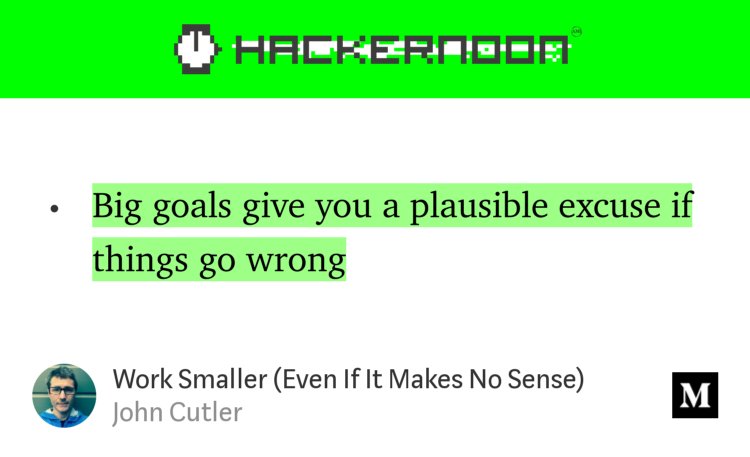 HACKERNOON
• Big goals give you a plausible excuse if
things go wrong
Work Smaller (Even If It Makes No Sense)
John Cutler
M